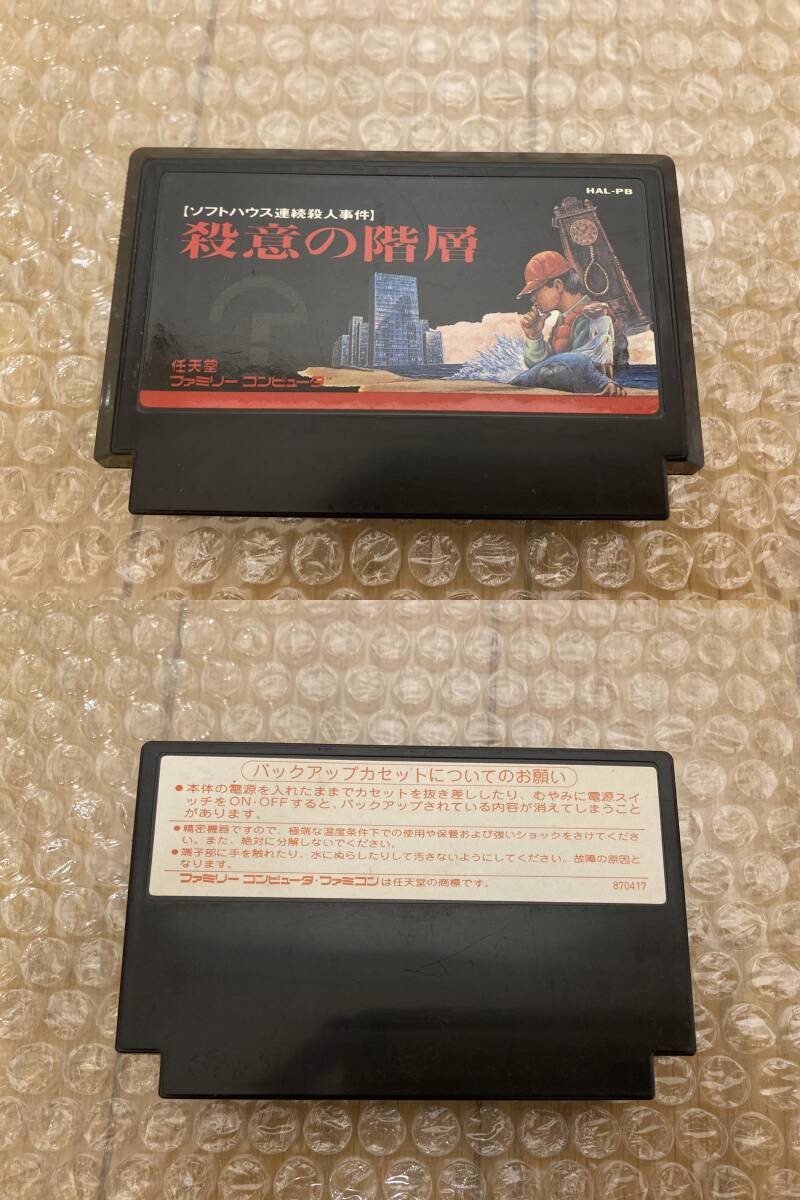 HAL-PB
【ソフトハウス連続殺人事件】
殺意の階層
任天堂
ファミリー コンピュータ™
バックアップカセットについてのお願い
●本体の電源を入れたままでカセットを抜き差ししたり、むやみに電源スイ
ッチをON・OFFすると、バックアップされている内容が消えてしまうこと
があります。
●精密機器ですので、極端な温度条件下での使用や保管および強いショックをさけてくださ
い。また、絶対に分解しないでください。
●端子部に手を触れたり、水にぬらしたりして汚さないようにしてください。故障の原因と
なります。
ファミリー コンピュータ・ファミコンは任天堂の商標です。
870417